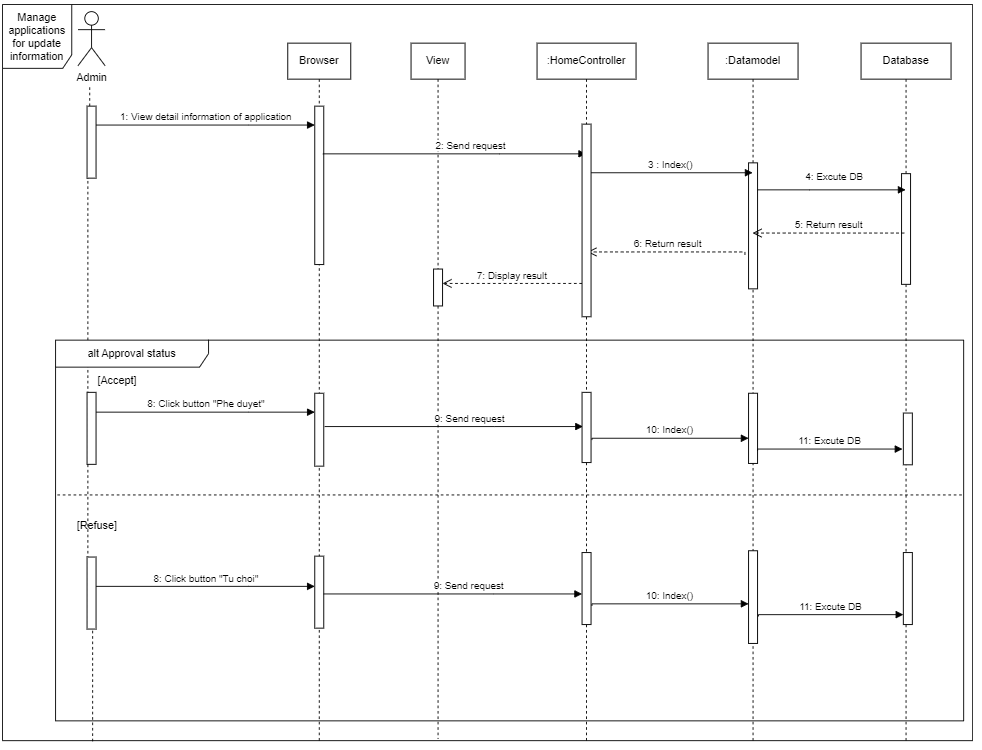 Manage
applications
for update
information
Admin
Browser
View
:HomeController
:Datamodel
Database
1: View detail information of application
2: Send request
3 : Index()
4: Excute DB
5: Return result
6: Return result
7: Display result
alt Approval status
[Accept]
8: Click button "Phe duyet"
9: Send request
10: Index()
11: Excute DB
[Refuse]
8: Click button "Tu choi"
9: Send request
10: Index()
11: Excute DB